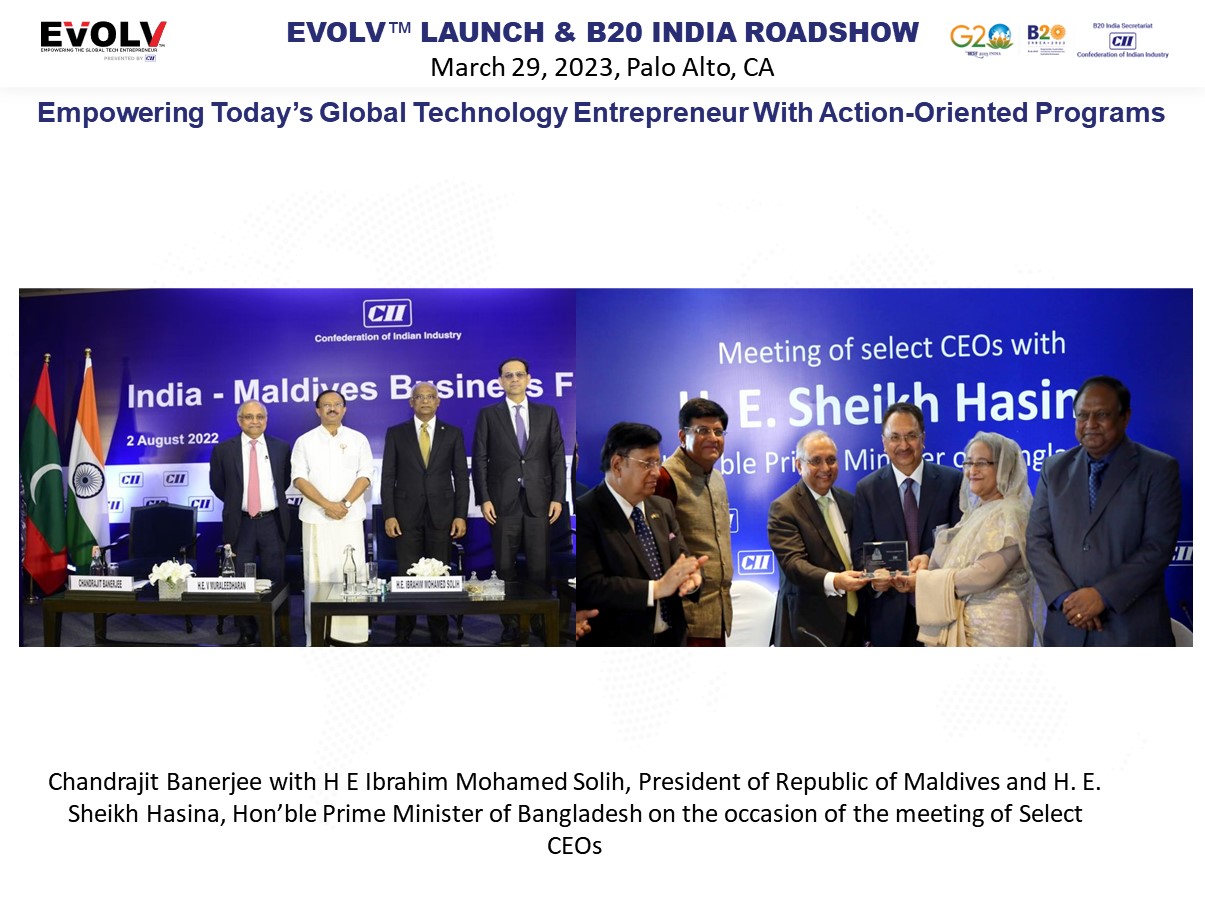 EVOLV™
EMPOWERING THE GLOBAL TECH ENTREPRENEUR
PRESENTED BY CII
EVOLV™ LAUNCH & B20 INDIA ROADSHOW
March 29, 2023, Palo Alto, CA
G20
B20
B20 India Secretariat
CII
Confederation of Indian Industry
Empowering Today’s Global Technology Entrepreneur With Action-Oriented Programs
CII
Confederation of Indian Industry
India - Maldives Business F
2 August 2022
CII CII
CHANDRAJIT BANERJEE
H.E. V MURALEEDHARAN
H.E. IBRAHIM MOHAMED SOLIH
Meeting of select CEOs with
H. E. Sheikh Hasin
ble Prime Minister of Bangla
CII
CII
Chandrajit Banerjee with H E Ibrahim Mohamed Solih, President of Republic of Maldives and H. E.
Sheikh Hasina, Hon’ble Prime Minister of Bangladesh on the occasion of the meeting of Select
CEOs